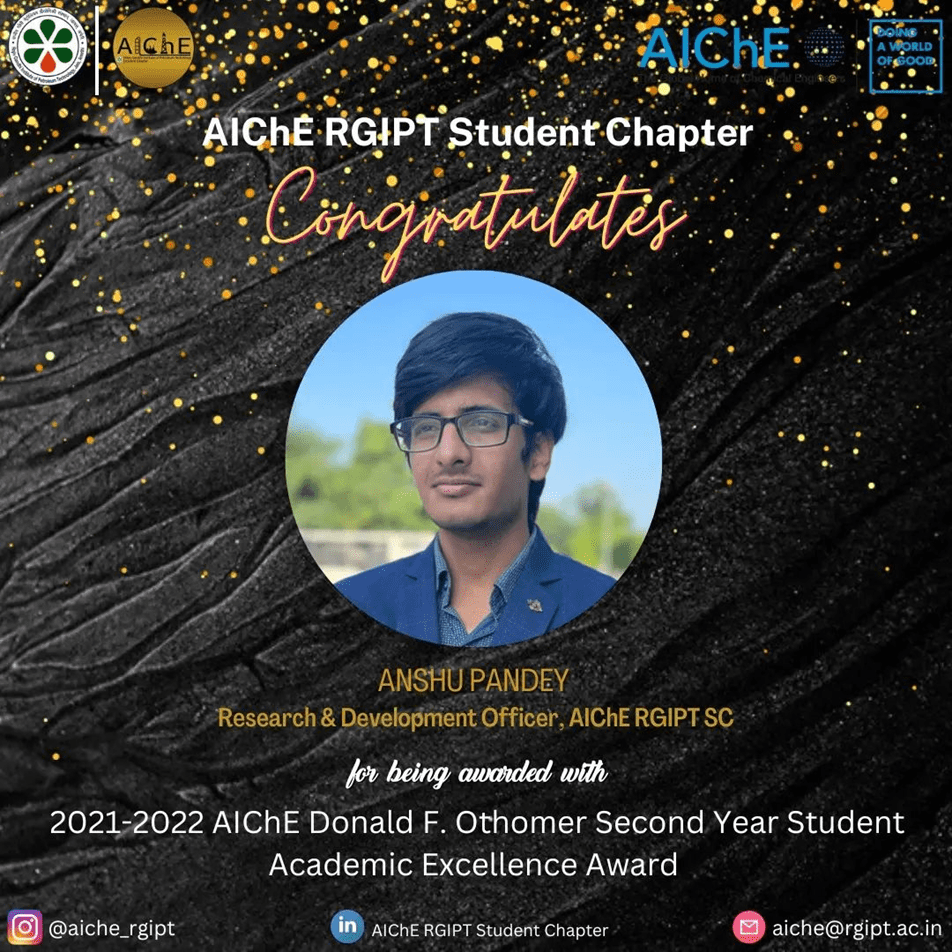 AIChE
AIChE
DOING
A WORLD
OF GOOD
AIChE RGIPT Student Chapter
Congratulates
ANSHU PANDEY
Research & Development Officer, AIChE RGIPT SC
for being awarded with
2021-2022 AIChE Donald F. Othomer Second Year Student
Academic Excellence Award
@aiche_rgipt
in
AIChE RGIPT Student Chapter
aiche@rgipt.ac.in